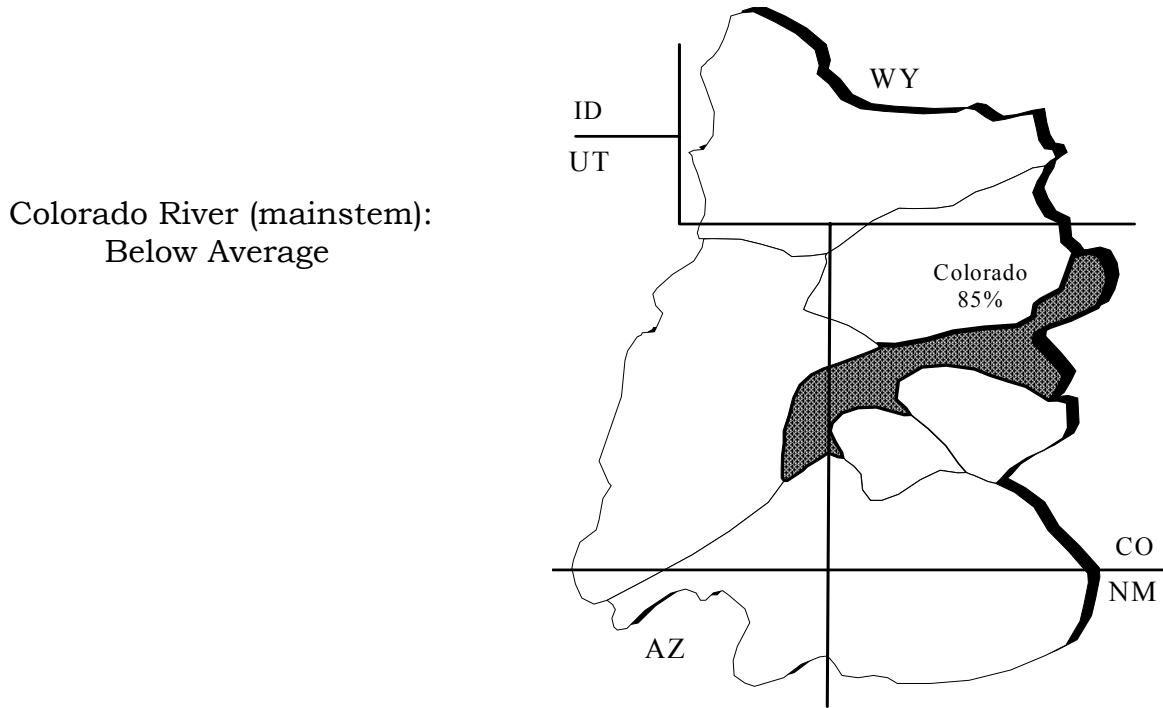 Colorado River (mainstem):
Below Average
WY
ID
UT
Colorado
85%
CO
NM
AZ